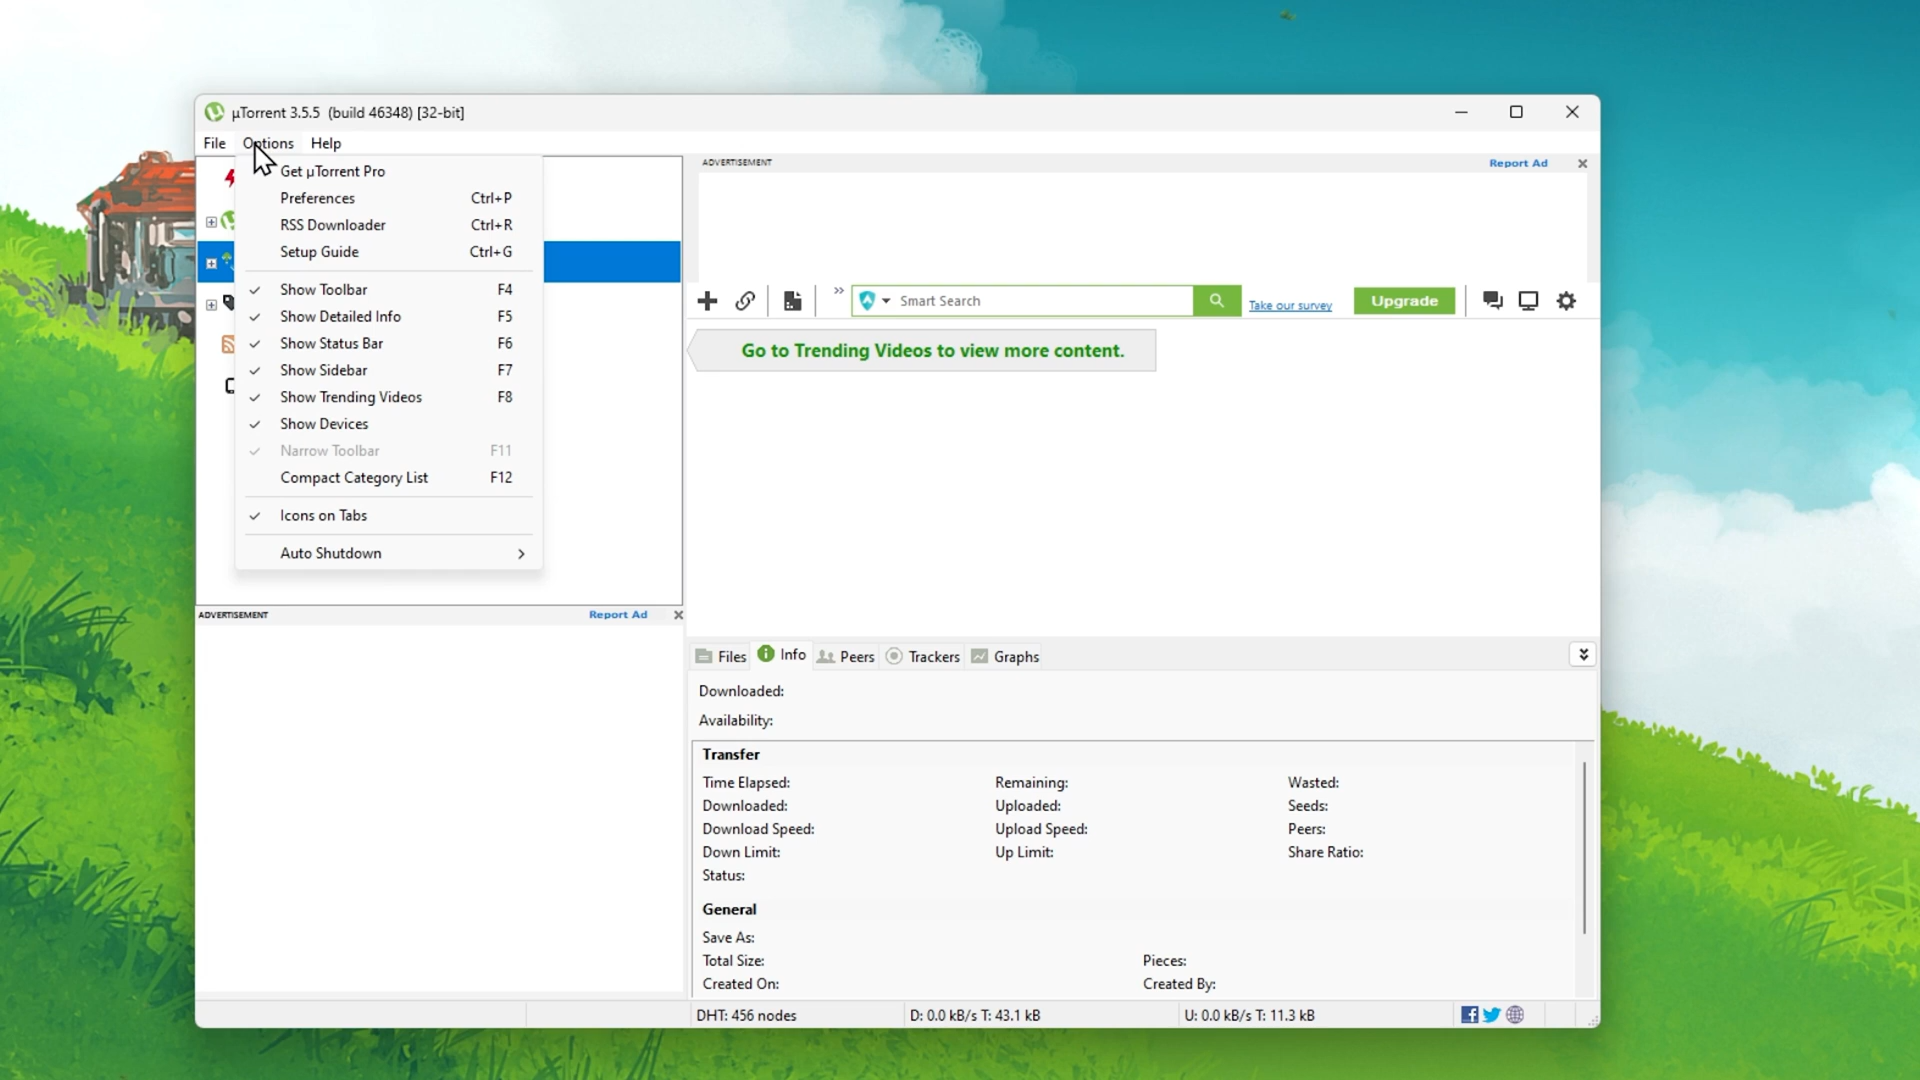 µTorrent 3.5.5 (build 46348) [32-bit]
File Options Help
Get µTorrent Pro
Preferences Ctrl+P
RSS Downloader Ctrl+R
Setup Guide Ctrl+G
Show Toolbar F4
Show Detailed Info F5
Show Status Bar F6
Show Sidebar F7
Show Trending Videos F8
Show Devices
Narrow Toolbar F11
Compact Category List F12
Icons on Tabs
Auto Shutdown
ADVERTISEMENT Report Ad
ADVERTISEMENT Report Ad
Smart Search Take our survey Upgrade
Go to Trending Videos to view more content.
Files Info Peers Trackers Graphs
Downloaded:
Availability:
Transfer
Time Elapsed: Remaining: Wasted:
Downloaded: Uploaded: Seeds:
Download Speed: Upload Speed: Peers:
Down Limit: Up Limit: Share Ratio:
Status:
General
Save As:
Total Size: Pieces:
Created On: Created By:
DHT: 456 nodes D: 0.0 kB/s T: 43.1 kB U: 0.0 kB/s T: 11.3 kB